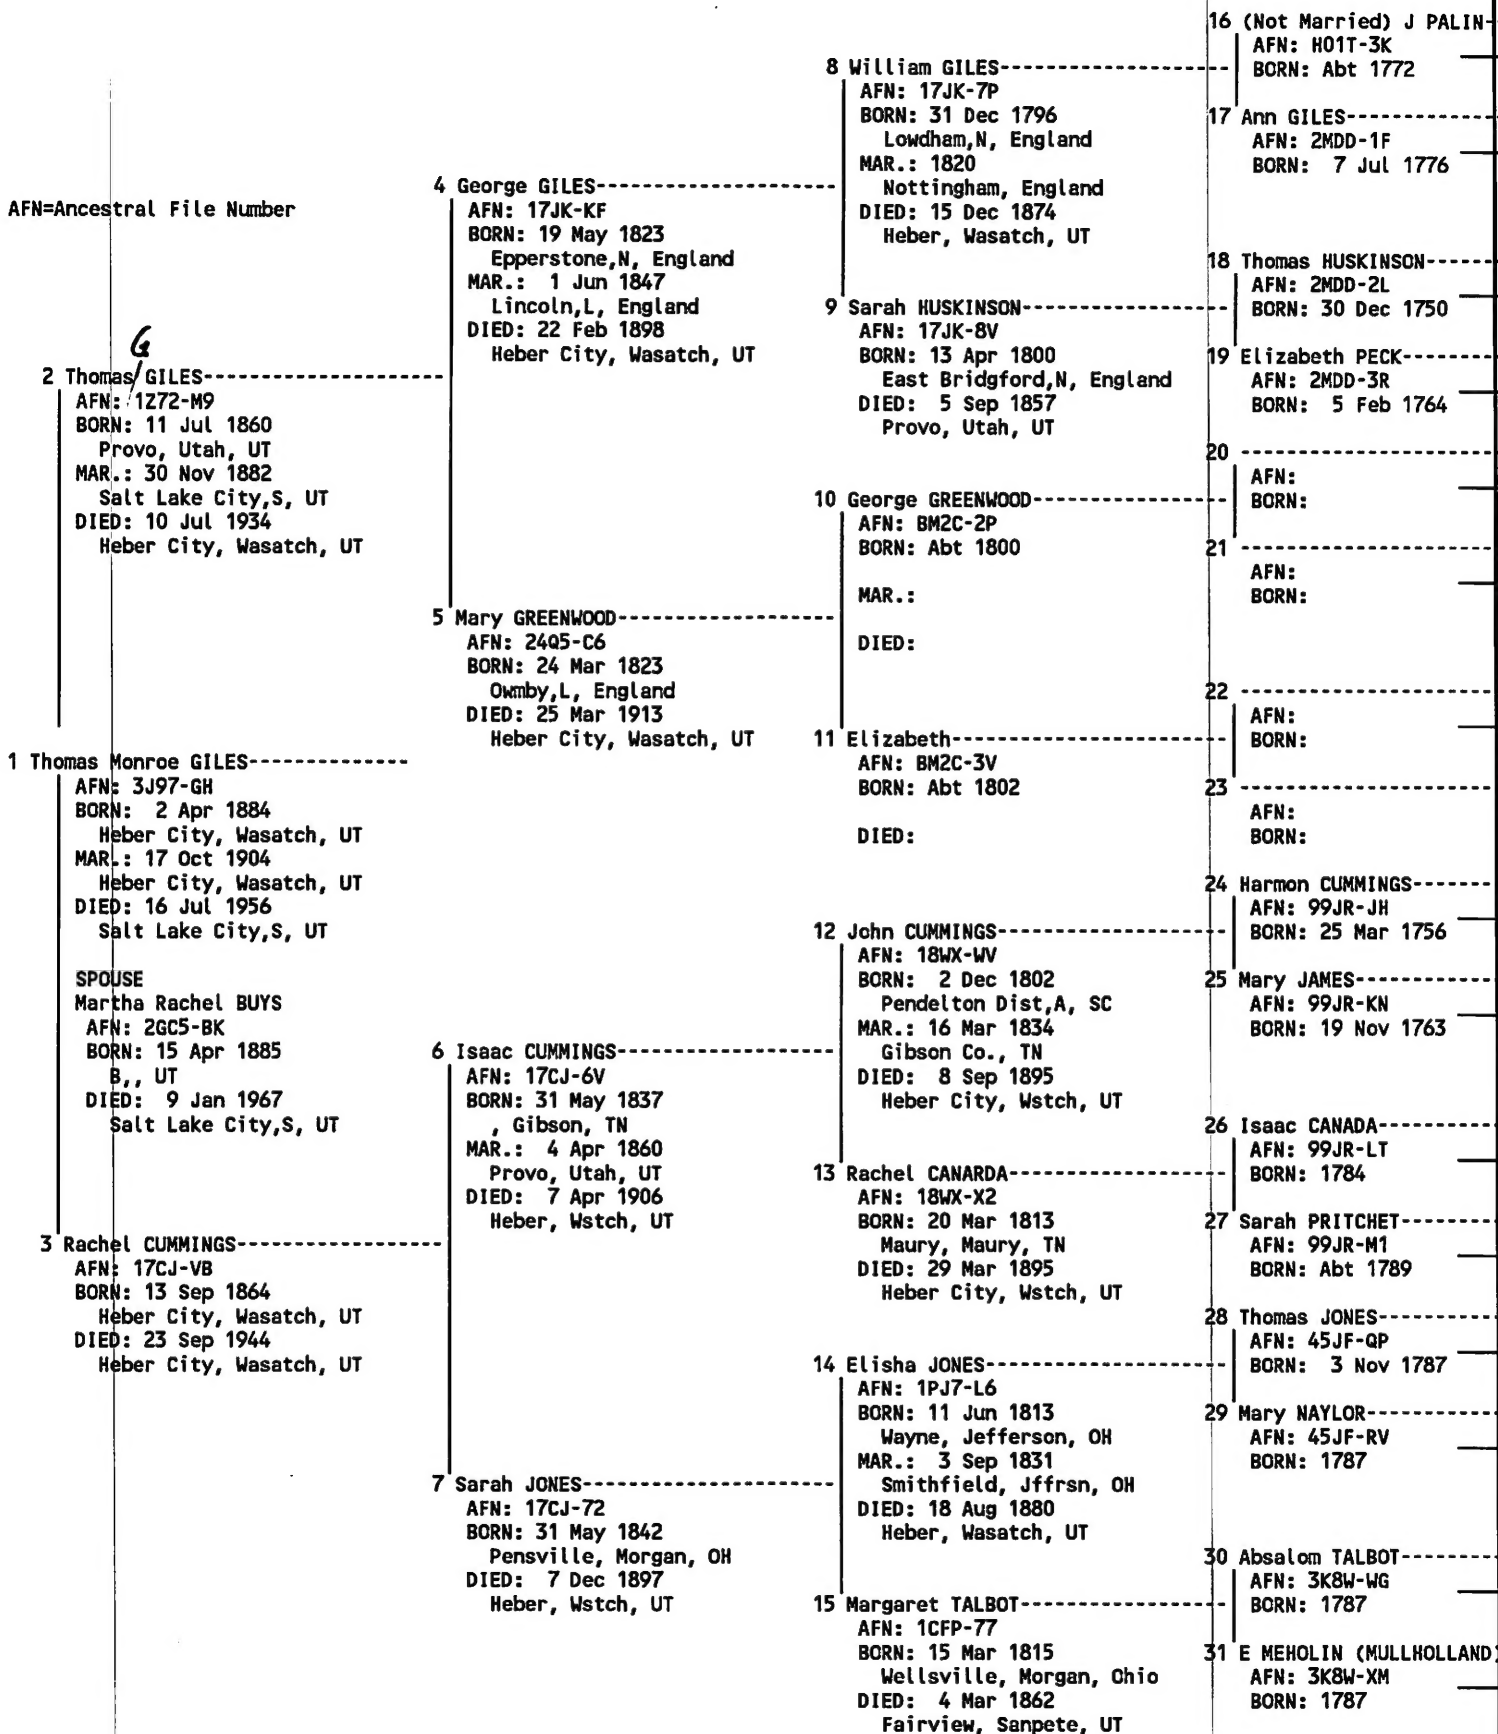 AFN=Ancestral File Number
1 Thomas Monroe GILES--------------
AFN: 3J97-GH
BORN: 2 Apr 1884
Heber City, Wasatch, UT
MAR.: 17 Oct 1904
Heber City, Wasatch, UT
DIED: 16 Jul 1956
Salt Lake City,S, UT
SPOUSE
Martha Rachel BUYS
AFN: 2GC5-BK
BORN: 15 Apr 1885
B,, UT
DIED: 9 Jan 1967
Salt Lake City,S, UT
G
2 Thomas/GILES---------------------
AFN: 1Z72-M9
BORN: 11 Jul 1860
Provo, Utah, UT
MAR.: 30 Nov 1882
Salt Lake City,S, UT
DIED: 10 Jul 1934
Heber City, Wasatch, UT
3 Rachel CUMMINGS------------------
AFN: 17CJ-VB
BORN: 13 Sep 1864
Heber City, Wasatch, UT
DIED: 23 Sep 1944
Heber City, Wasatch, UT
4 George GILES---------------------
AFN: 17JK-KF
BORN: 19 May 1823
Epperstone,N, England
MAR.: 1 Jun 1847
Lincoln,L, England
DIED: 22 Feb 1898
Heber City, Wasatch, UT
5 Mary GREENWOOD-------------------
AFN: 24Q5-C6
BORN: 24 Mar 1823
Owmby,L, England
DIED: 25 Mar 1913
Heber City, Wasatch, UT
6 Isaac CUMMINGS-------------------
AFN: 17CJ-6V
BORN: 31 May 1837
, Gibson, TN
MAR.: 4 Apr 1860
Provo, Utah, UT
DIED: 7 Apr 1906
Heber, Wstch, UT
7 Sarah JONES----------------------
AFN: 17CJ-72
BORN: 31 May 1842
Pensville, Morgan, OH
DIED: 7 Dec 1897
Heber, Wstch, UT
8 William GILES--------------------
AFN: 17JK-7P
BORN: 31 Dec 1796
Lowdham,N, England
MAR.: 1820
Nottingham, England
DIED: 15 Dec 1874
Heber, Wasatch, UT
9 Sarah HUSKINSON------------------
AFN: 17JK-8V
BORN: 13 Apr 1800
East Bridgford,N, England
DIED: 5 Sep 1857
Provo, Utah, UT
10 George GREENWOOD-----------------
AFN: BM2C-2P
BORN: Abt 1800
MAR.:
DIED:
11 Elizabeth------------------------
AFN: BM2C-3V
BORN: Abt 1802
DIED:
12 John CUMMINGS--------------------
AFN: 18WX-WV
BORN: 2 Dec 1802
Pendelton Dist,A, SC
MAR.: 16 Mar 1834
Gibson Co., TN
DIED: 8 Sep 1895
Heber City, Wstch, UT
13 Rachel CANARDA-------------------
AFN: 18WX-X2
BORN: 20 Mar 1813
Maury, Maury, TN
DIED: 29 Mar 1895
Heber City, Wstch, UT
14 Elisha JONES---------------------
AFN: 1PJ7-L6
BORN: 11 Jun 1813
Wayne, Jefferson, OH
MAR.: 3 Sep 1831
Smithfield, Jffrsn, OH
DIED: 18 Aug 1880
Heber, Wasatch, UT
15 Margaret TALBOT------------------
AFN: 1CFP-77
BORN: 15 Mar 1815
Wellsville, Morgan, Ohio
DIED: 4 Mar 1862
Fairview, Sanpete, UT
16 (Not Married) J PALIN-
AFN: H01T-3K
BORN: Abt 1772
17 Ann GILES-------------
AFN: 2MDD-1F
BORN: 7 Jul 1776
18 Thomas HUSKINSON------
AFN: 2MDD-2L
BORN: 30 Dec 1750
19 Elizabeth PECK--------
AFN: 2MDD-3R
BORN: 5 Feb 1764
20 ----------------------
AFN:
BORN:
21 ----------------------
AFN:
BORN:
22 ----------------------
AFN:
BORN:
23 ----------------------
AFN:
BORN:
24 Harmon CUMMINGS-------
AFN: 99JR-JH
BORN: 25 Mar 1756
25 Mary JAMES------------
AFN: 99JR-KN
BORN: 19 Nov 1763
26 Isaac CANADA----------
AFN: 99JR-LT
BORN: 1784
27 Sarah PRITCHET--------
AFN: 99JR-M1
BORN: Abt 1789
28 Thomas JONES----------
AFN: 45JF-QP
BORN: 3 Nov 1787
29 Mary NAYLOR-----------
AFN: 45JF-RV
BORN: 1787
30 Absalom TALBOT--------
AFN: 3K8W-WG
BORN: 1787
31 E MEHOLIN (MULLHOLLAND)
AFN: 3K8W-XM
BORN: 1787